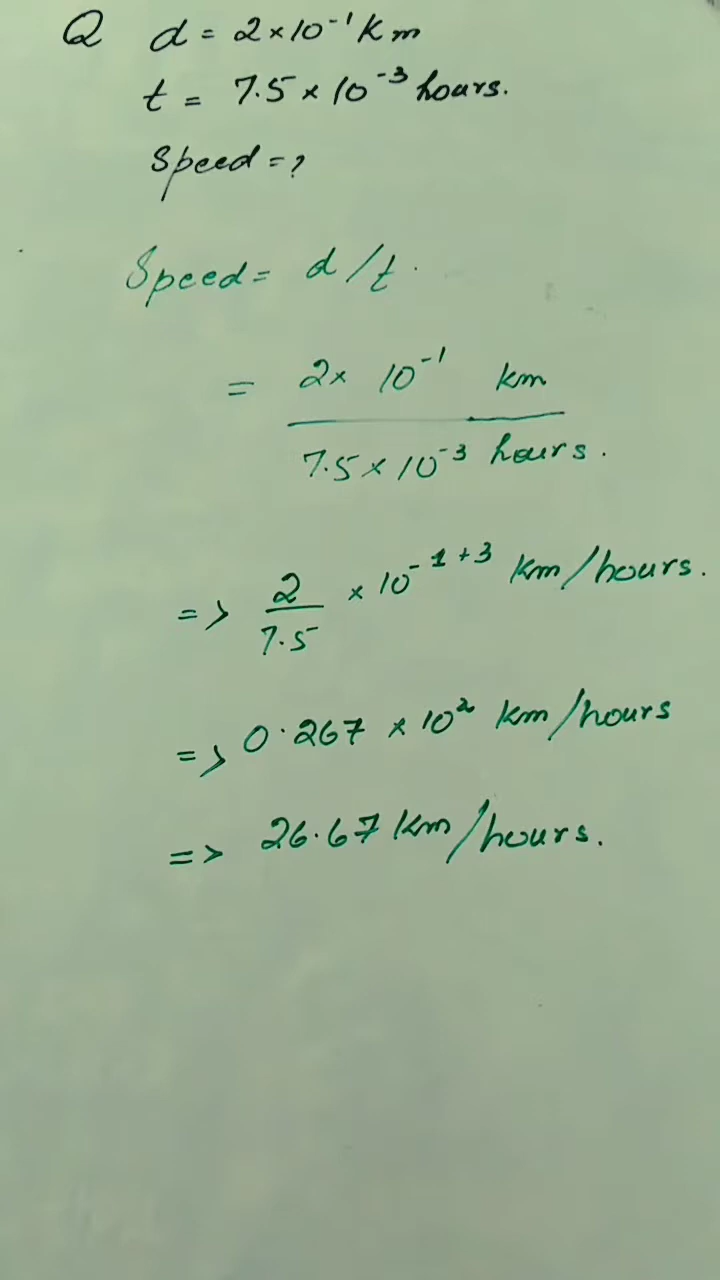 Q d = 2×10⁻¹ Km
t = 7.5 × 10⁻³ hours.
Speed = ?
Speed = d/t.
= 2× 10⁻¹ km
7.5 × 10⁻³ hours.
=> 2/7.5 × 10⁻¹⁺³ km/hours.
=> 0.267 × 10² km/hours
=> 26.67 km/hours.